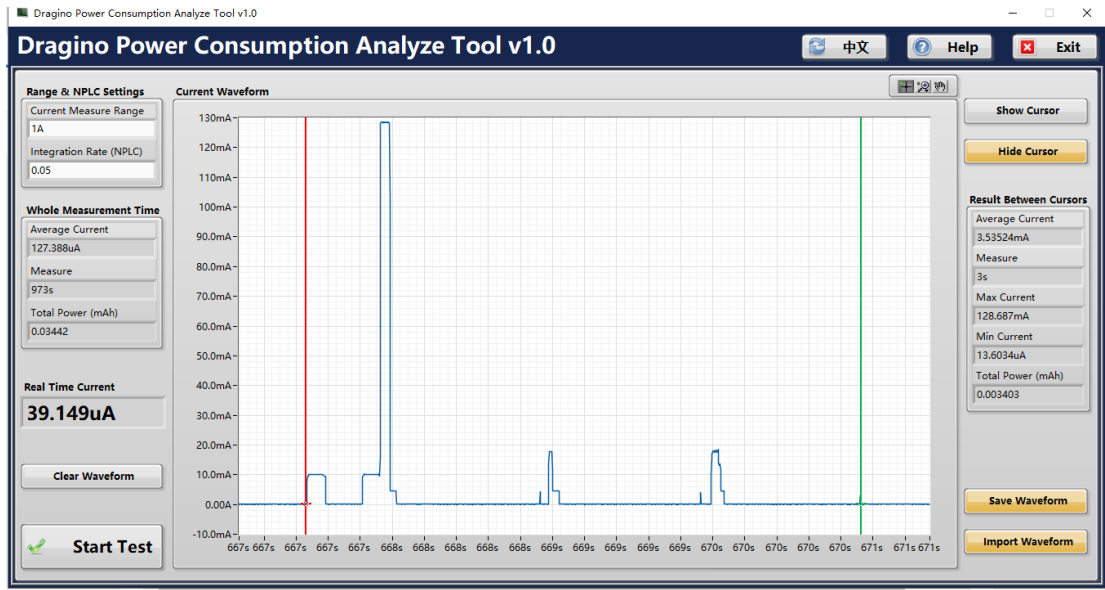 Dragino Power Consumption Analyze Tool v1.0
Dragino Power Consumption Analyze Tool v1.0
中文
Help
Exit
Range & NPLC Settings
Current Measure Range
1A
Integration Rate (NPLC)
0.05
Whole Measurement Time
Average Current
127.388uA
Measure
973s
Total Power (mAh)
0.03442
Real Time Current
39.149uA
Clear Waveform
Start Test
Current Waveform
130mA
120mA
110mA
100mA
90.0mA
80.0mA
70.0mA
60.0mA
50.0mA
40.0mA
30.0mA
20.0mA
10.0mA
0.00A
-10.0mA
667s 667s 667s 667s 667s 668s 668s 668s 668s 669s 669s 669s 669s 669s 670s 670s 670s 670s 670s 671s 671s 671s
Show Cursor
Hide Cursor
Result Between Cursors
Average Current
3.53524mA
Measure
3s
Max Current
128.687mA
Min Current
13.6034uA
Total Power (mAh)
0.003403
Save Waveform
Import Waveform